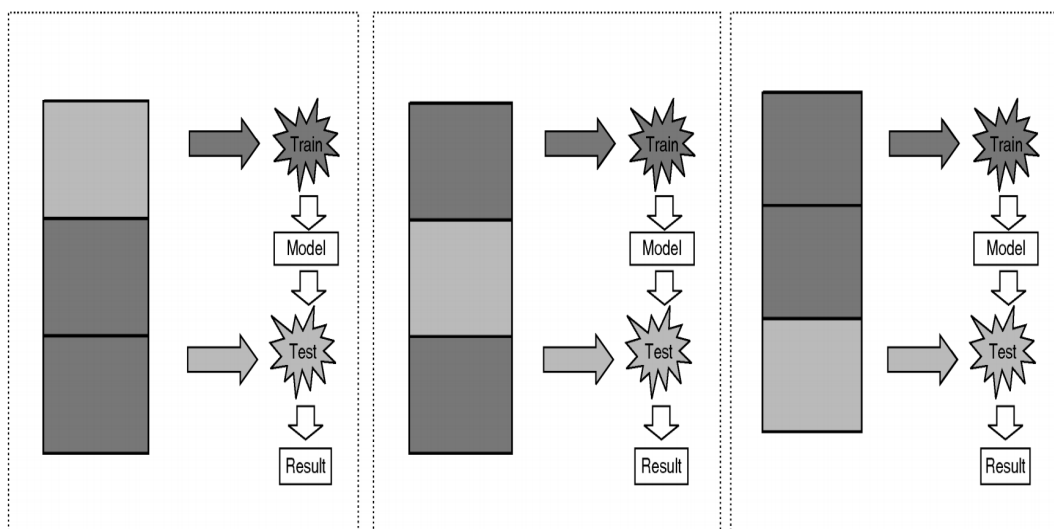 Train
Model
Test
Result
Train
Model
Test
Result
Train
Model
Test
Result